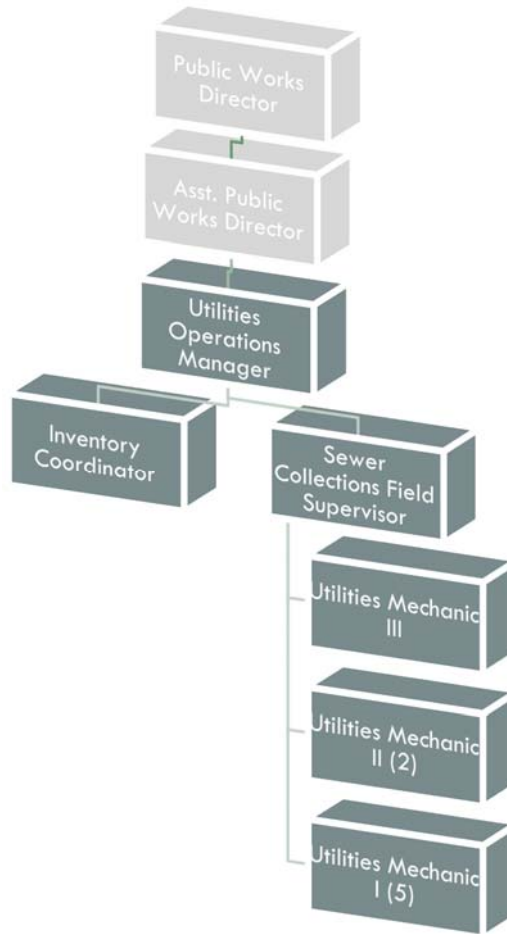 Public Works
Director
Asst. Public
Works Director
Utilities
Operations
Manager
Inventory
Coordinator
Sewer
Collections Field
Supervisor
Utilities Mechanic
III
Utilities Mechanic
II (2)
Utilities Mechanic
I (5)